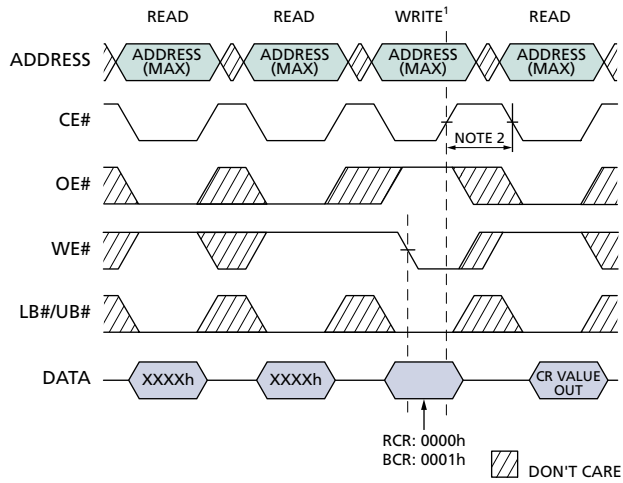 READ READ WRITE¹ READ
ADDRESS ADDRESS (MAX) ADDRESS (MAX) ADDRESS (MAX) ADDRESS (MAX)
CE#
NOTE 2
OE#
WE#
LB#/UB#
DATA XXXXh XXXXh CR VALUE OUT
RCR: 0000h
BCR: 0001h
DON'T CARE